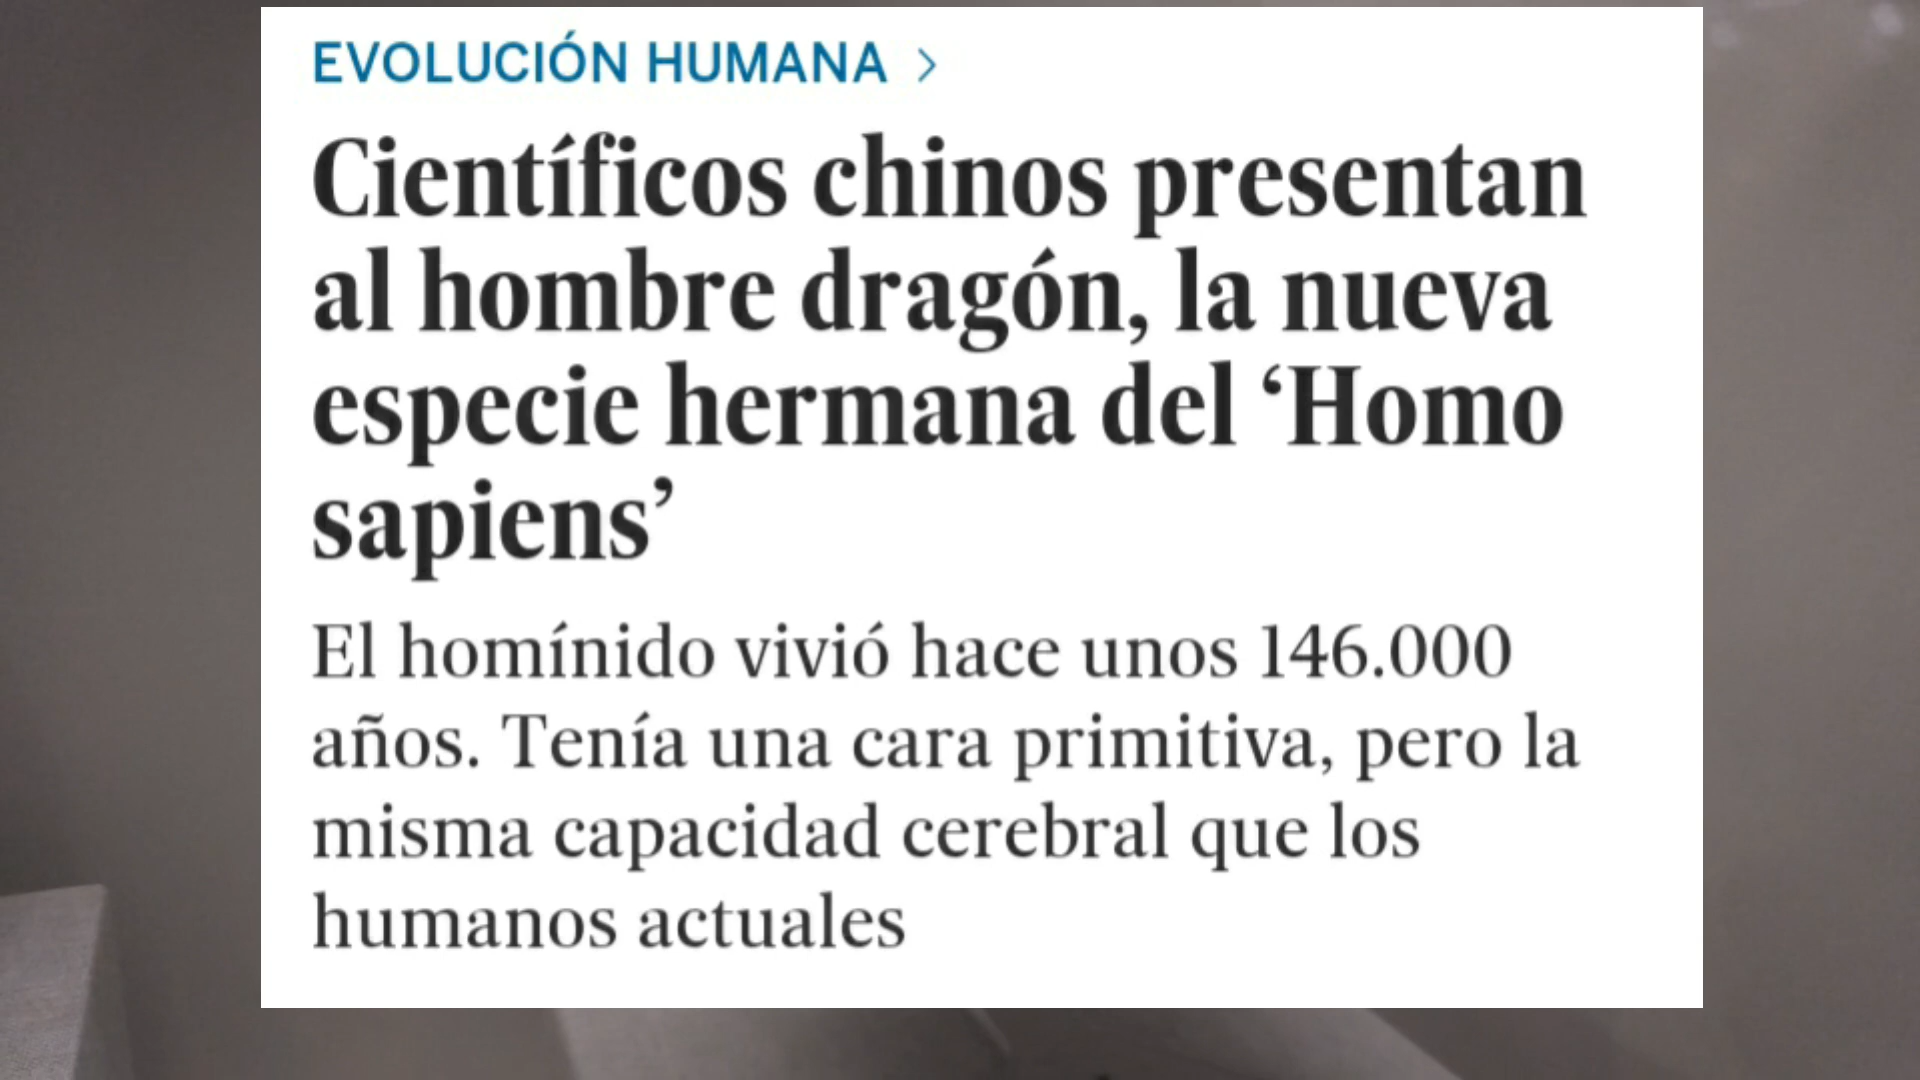 EVOLUCIÓN HUMANA >
Científicos chinos presentan
al hombre dragón, la nueva
especie hermana del ‘Homo
sapiens’
El homínido vivió hace unos 146.000
años. Tenía una cara primitiva, pero la
misma capacidad cerebral que los
humanos actuales